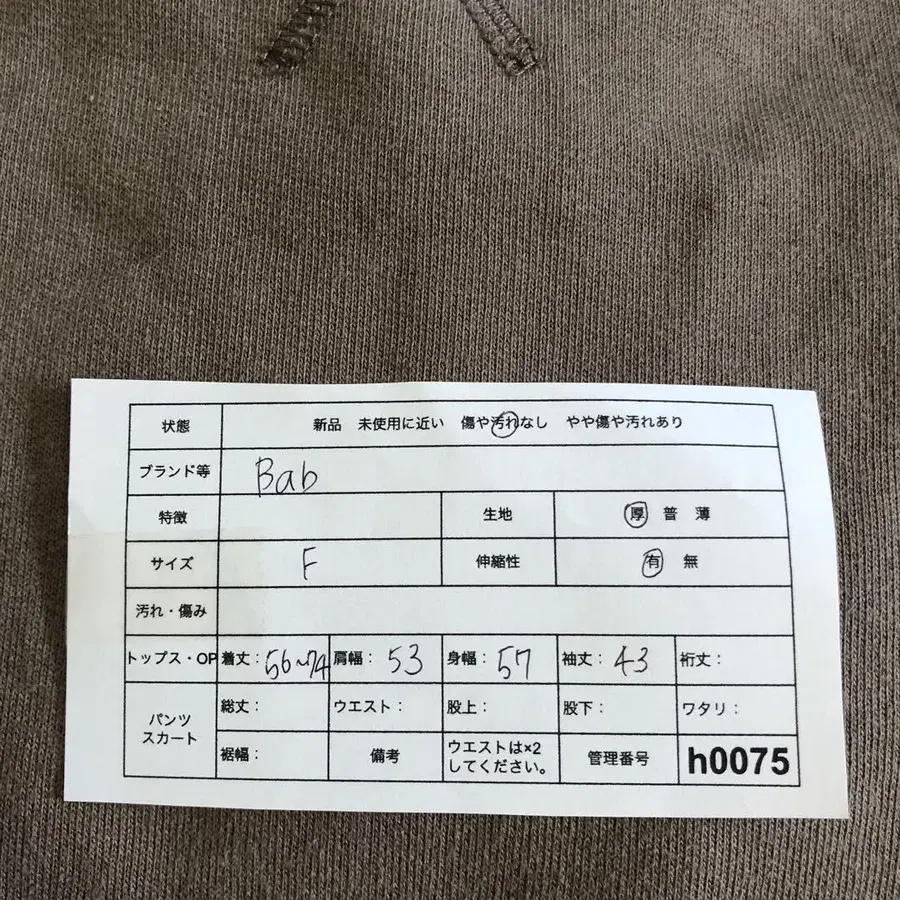 状態 新品 未使用に近い 傷や汚れなし やや傷や汚れあり
ブランド等 Bab
特徴 生地 厚 普 薄
サイズ F 伸縮性 有 無
汚れ・傷み
トップス・OP 着丈: 56~74 肩幅: 53 身幅: 57 袖丈: 43 裄丈:
パンツ
スカート
総丈: ウエスト: 股上: 股下: ワタリ:
裾幅: 備考 ウエストは×2
してください。 管理番号 h0075